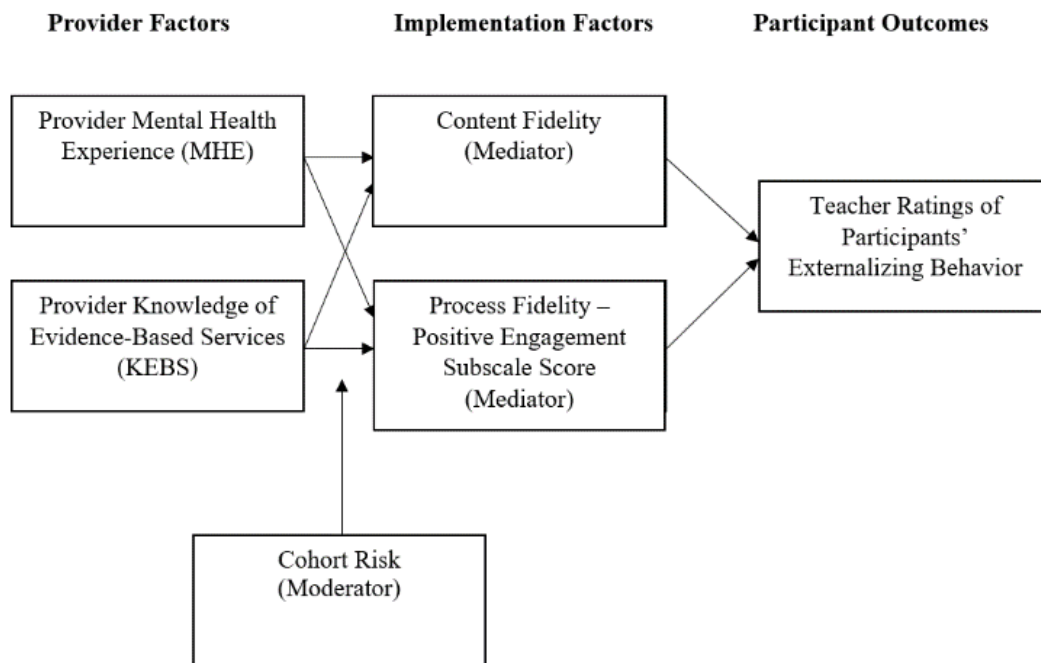 Provider Factors
Implementation Factors
Participant Outcomes
Provider Mental Health
Experience (MHE)
Content Fidelity
(Mediator)
Teacher Ratings of
Participants’
Externalizing Behavior
Provider Knowledge of
Evidence-Based Services
(KEBS)
Process Fidelity –
Positive Engagement
Subscale Score
(Mediator)
Cohort Risk
(Moderator)